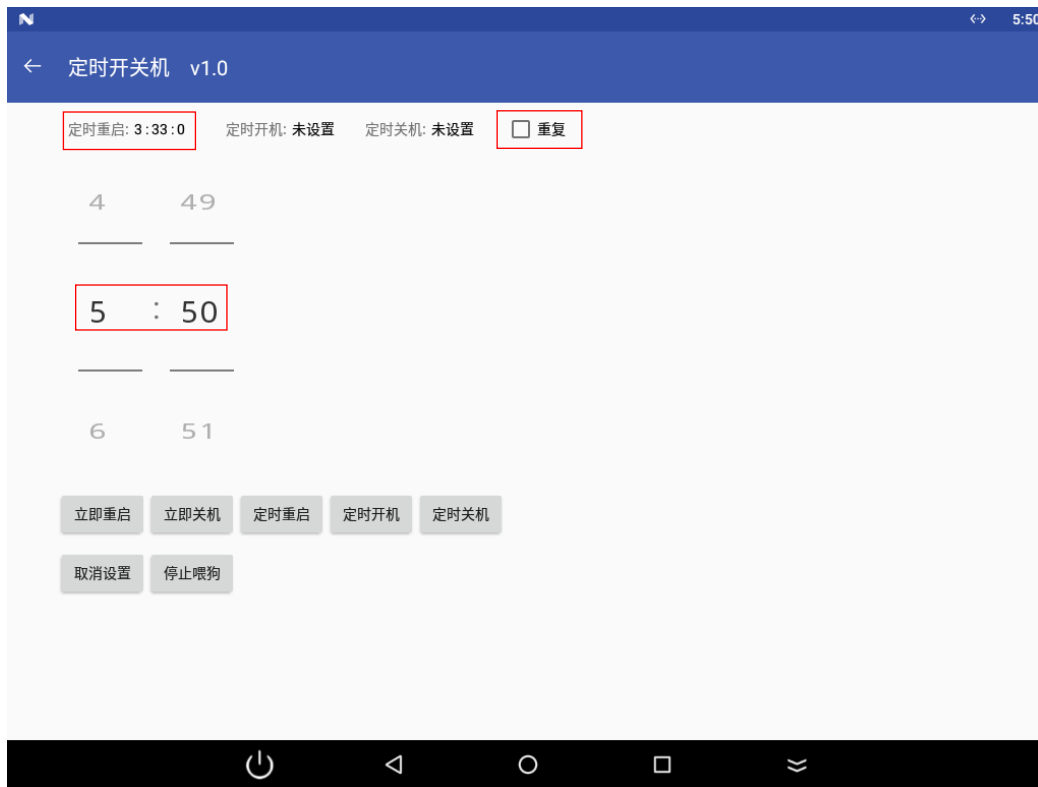 5:50
定时开关机 v1.0
定时重启: 3:33:0 定时开机: 未设置 定时关机: 未设置 重复
4 49
5 : 50
6 51
立即重启 立即关机 定时重启 定时开机 定时关机
取消设置 停止喂狗